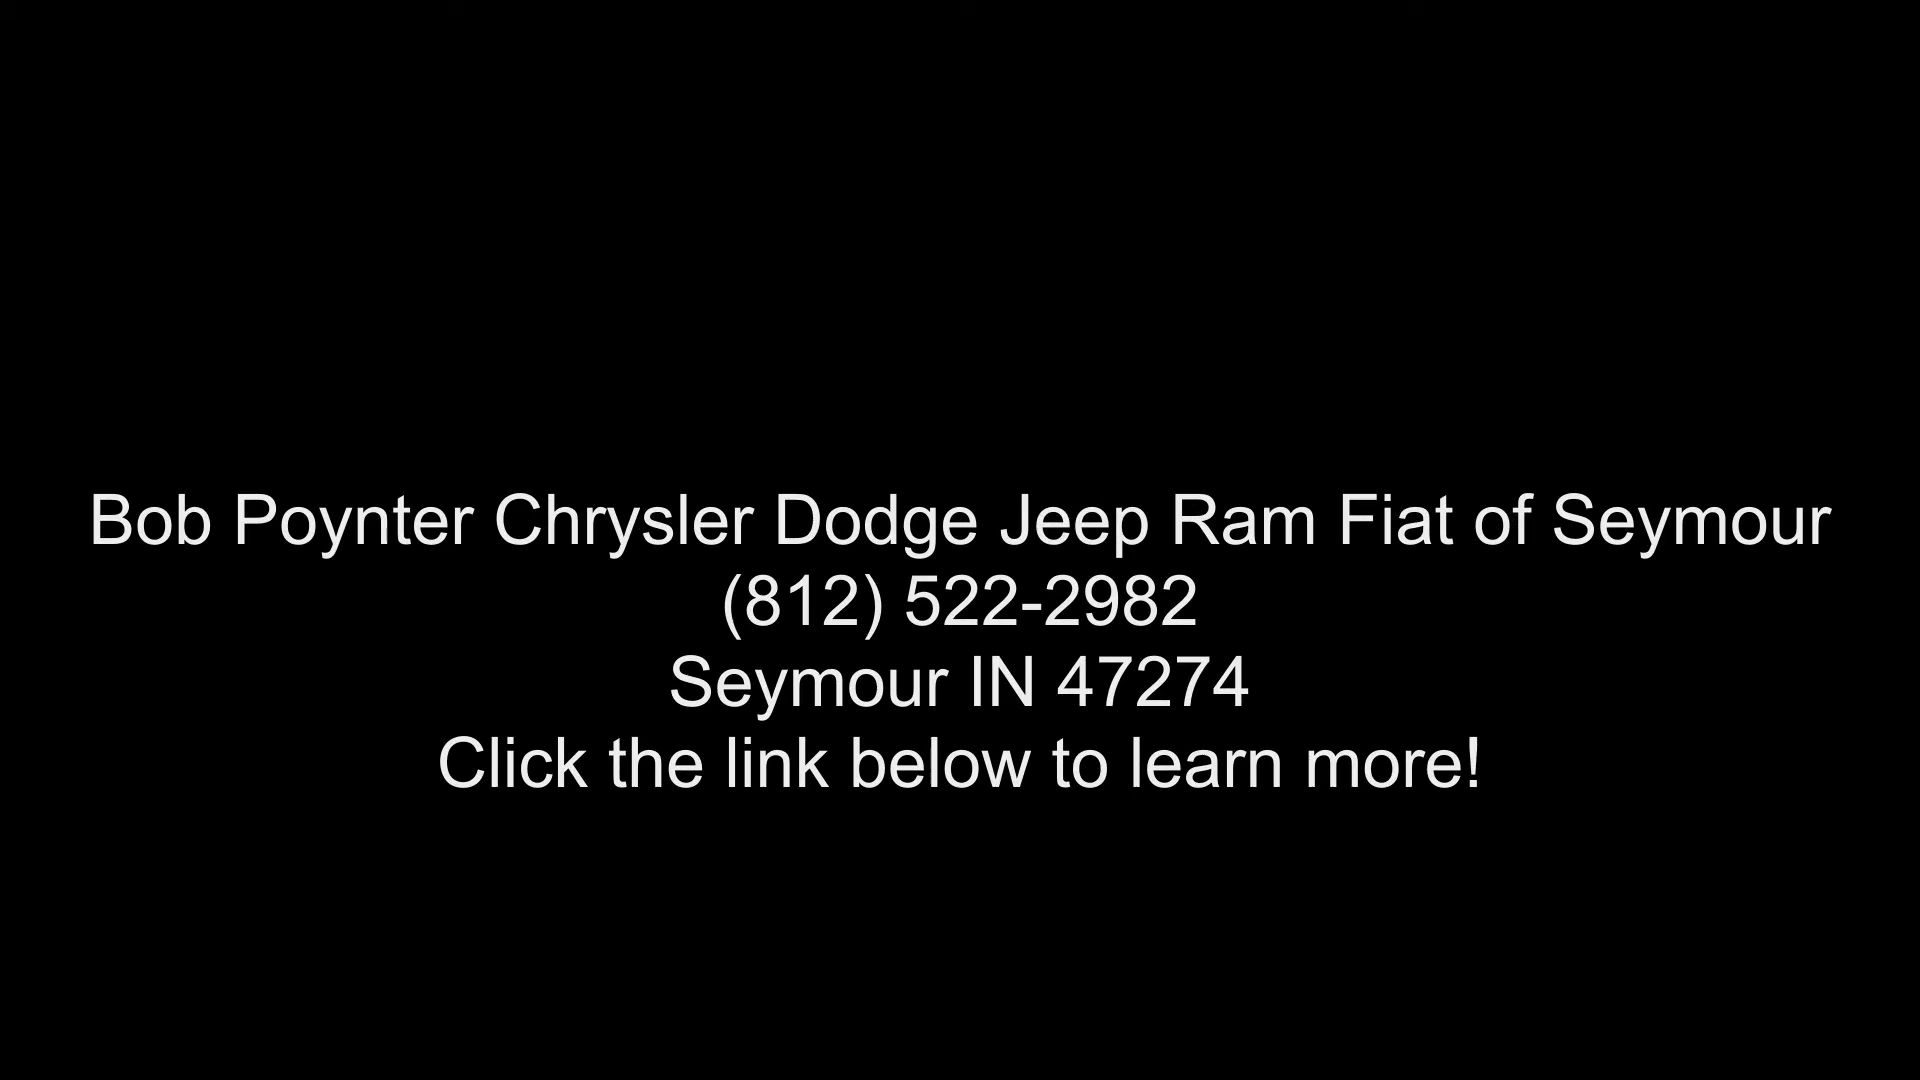 Bob Poynter Chrysler Dodge Jeep Ram Fiat of Seymour
(812) 522-2982
Seymour IN 47274
Click the link below to learn more!